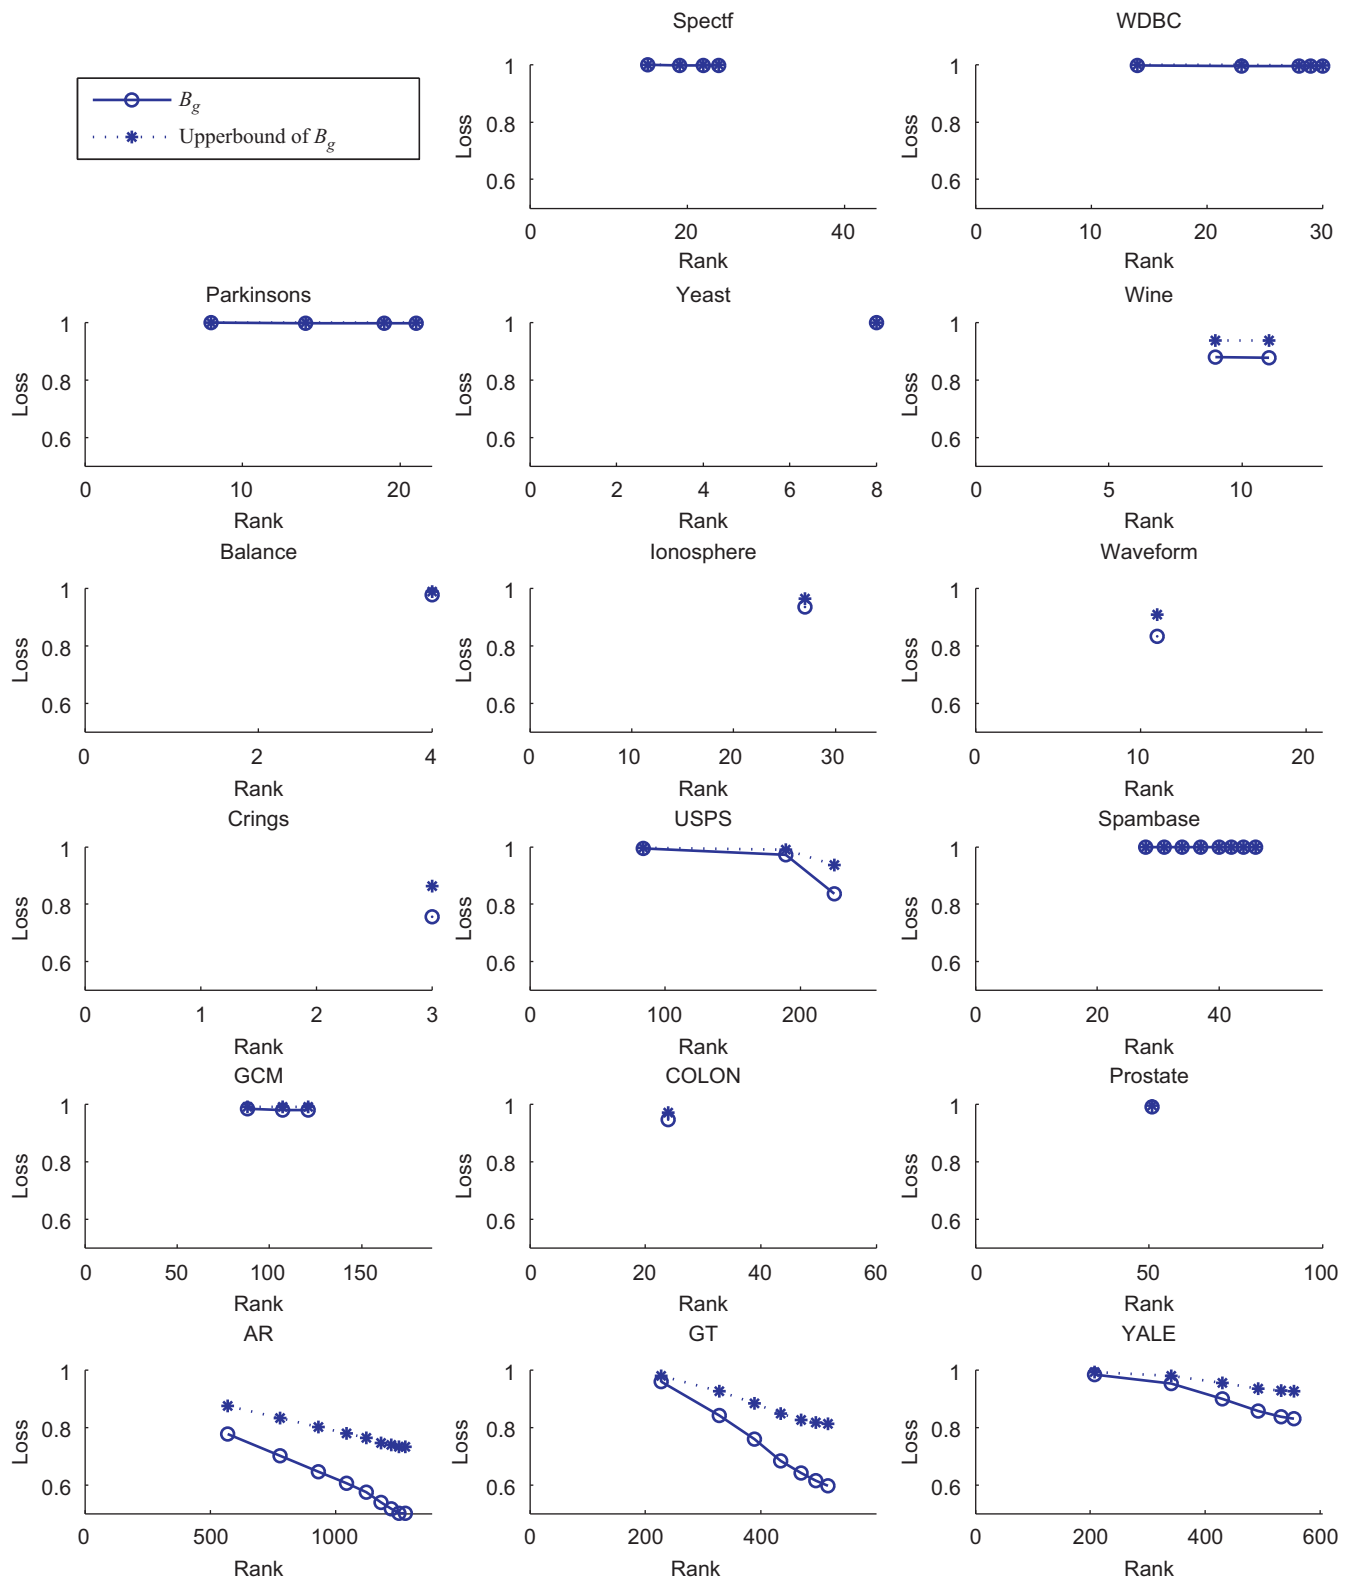 Spectf
WDBC
B_g
Upperbound of B_g
1
0.8
0.6
Loss
0 20 40
Rank
1
0.8
0.6
Loss
0 10 20 30
Rank
Parkinsons
1
0.8
0.6
Loss
0 10 20
Rank
Yeast
1
0.8
0.6
Loss
0 2 4 6 8
Rank
Wine
1
0.8
0.6
Loss
0 5 10
Rank
Balance
1
0.8
0.6
Loss
0 2 4
Rank
Ionosphere
1
0.8
0.6
Loss
0 10 20 30
Rank
Waveform
1
0.8
0.6
Loss
0 10 20
Rank
Crings
1
0.8
0.6
Loss
0 1 2 3
Rank
USPS
1
0.8
0.6
Loss
0 100 200
Rank
Spambase
1
0.8
0.6
Loss
0 20 40
Rank
GCM
1
0.8
0.6
Loss
0 50 100 150
Rank
COLON
1
0.8
0.6
Loss
0 20 40 60
Rank
Prostate
1
0.8
0.6
Loss
0 50 100
Rank
AR
1
0.8
0.6
Loss
0 500 1000
Rank
GT
1
0.8
0.6
Loss
0 200 400
Rank
YALE
1
0.8
0.6
Loss
0 200 400 600
Rank